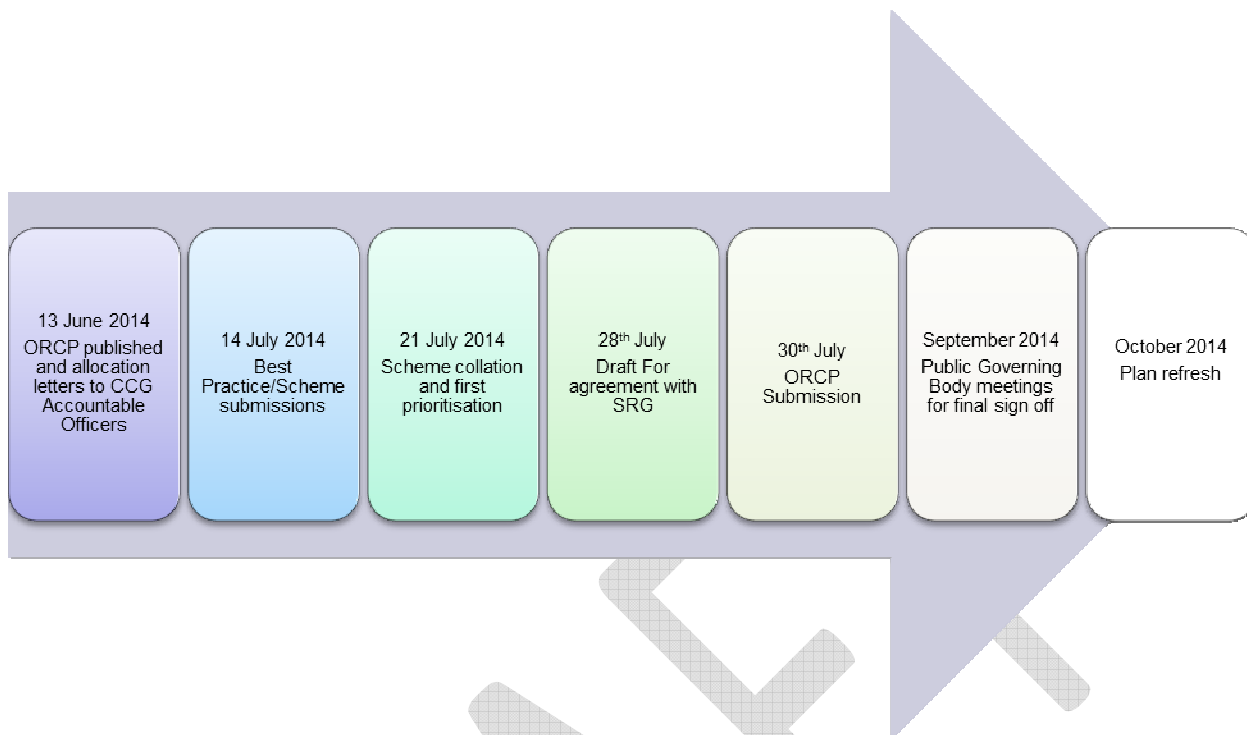 13 June 2014
ORCP published
and allocation
letters to CCG
Accountable
Officers
14 July 2014
Best
Practice/Scheme
submissions
21 July 2014
Scheme collation
and first
prioritisation
28th July
Draft For
agreement with
SRG
30th July
ORCP
Submission
September 2014
Public Governing
Body meetings
for final sign off
October 2014
Plan refresh